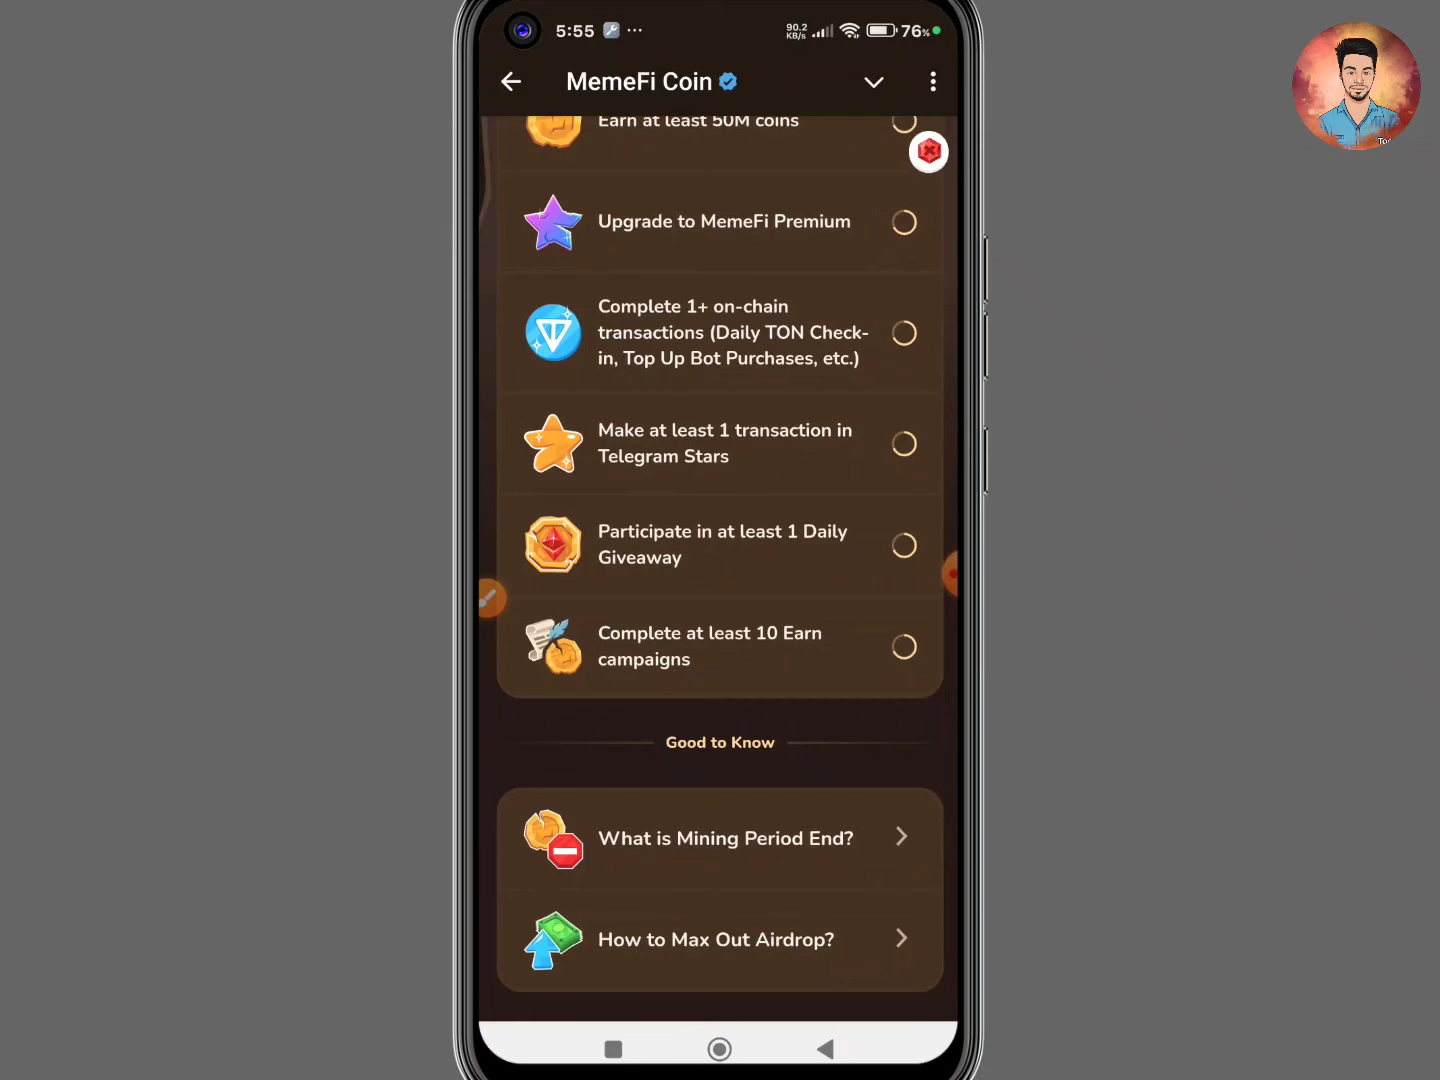 5:55
90.2
KB/s
76%
MemeFi Coin
Earn at least 50M coins
Upgrade to MemeFi Premium
Complete 1+ on-chain
transactions (Daily TON Check-
in, Top Up Bot Purchases, etc.)
Make at least 1 transaction in
Telegram Stars
Participate in at least 1 Daily
Giveaway
Complete at least 10 Earn
campaigns
Good to Know
What is Mining Period End?
How to Max Out Airdrop?